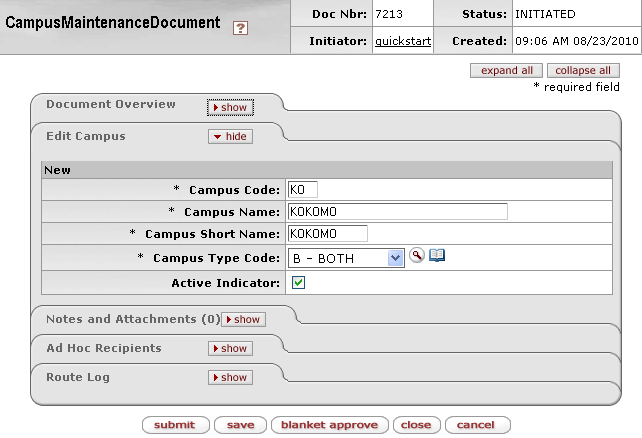 CampusMaintenanceDocument ?
Doc Nbr: 7213 Status: INITIATED
Initiator: quickstart Created: 09:06 AM 08/23/2010
expand all collapse all
* required field
Document Overview show
Edit Campus hide
New
* Campus Code: KO
* Campus Name: KOKOMO
* Campus Short Name: KOKOMO
* Campus Type Code: B - BOTH
Active Indicator:
Notes and Attachments (0) show
Ad Hoc Recipients show
Route Log show
submit save blanket approve close cancel